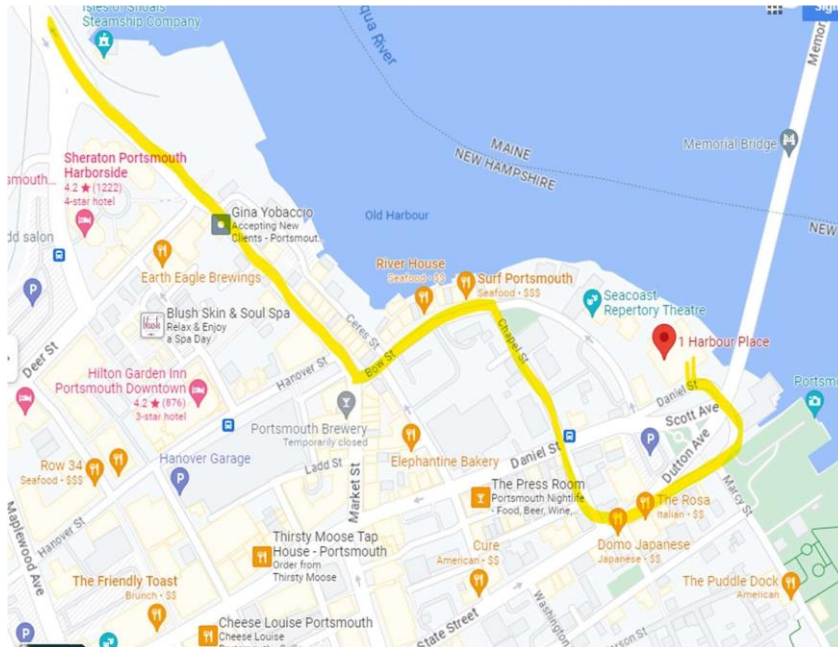 Isles of Shoals
Steamship Company
Sign
Memor
qua River
MAINE
NEW HAMPSHIRE
Memorial Bridge
Sheraton Portsmouth
Harborside
4.2 ★ (1222)
4-star hotel
smouth...
dd salon
Gina Yobaccio
Accepting New
Clients - Portsmout...
Old Harbour
NEW
Earth Eagle Brewings
River House
Seafood • $$
Surf Portsmouth
Seafood • $$$
Seacoast
Repertory Theatre
P
Blush Skin & Soul Spa
Relax & Enjoy
a Spa Day
Blush
Ceres St
Chapel St
1 Harbour Place
Deer St
Bow St
Hanover St
Hilton Garden Inn
Portsmouth Downtown
4.2 ★ (876)
3-star hotel
Daniel St
Portsmo
Portsmouth Brewery
Temporarily closed
Scott Ave
P
Dutton Ave
Hanover Garage
P
Elephantine Bakery
Daniel St
Row 34
Seafood • $$$
Ladd St
Market St
The Press Room
Portsmouth Nightlife
- Food, Beer, Wine,...
The Rosa
Italian • $$
Marcy St
Maplewood Ave
Hanover St
Thirsty Moose Tap
House - Portsmouth
Order from
Thirsty Moose
Cure
American • $$
Domo Japanese
Japanese • $$
The Friendly Toast
Brunch • $$
The Puddle Dock
American
P
Cheese Louise Portsmouth
Cheese Louise
State Street
Washington
erson St